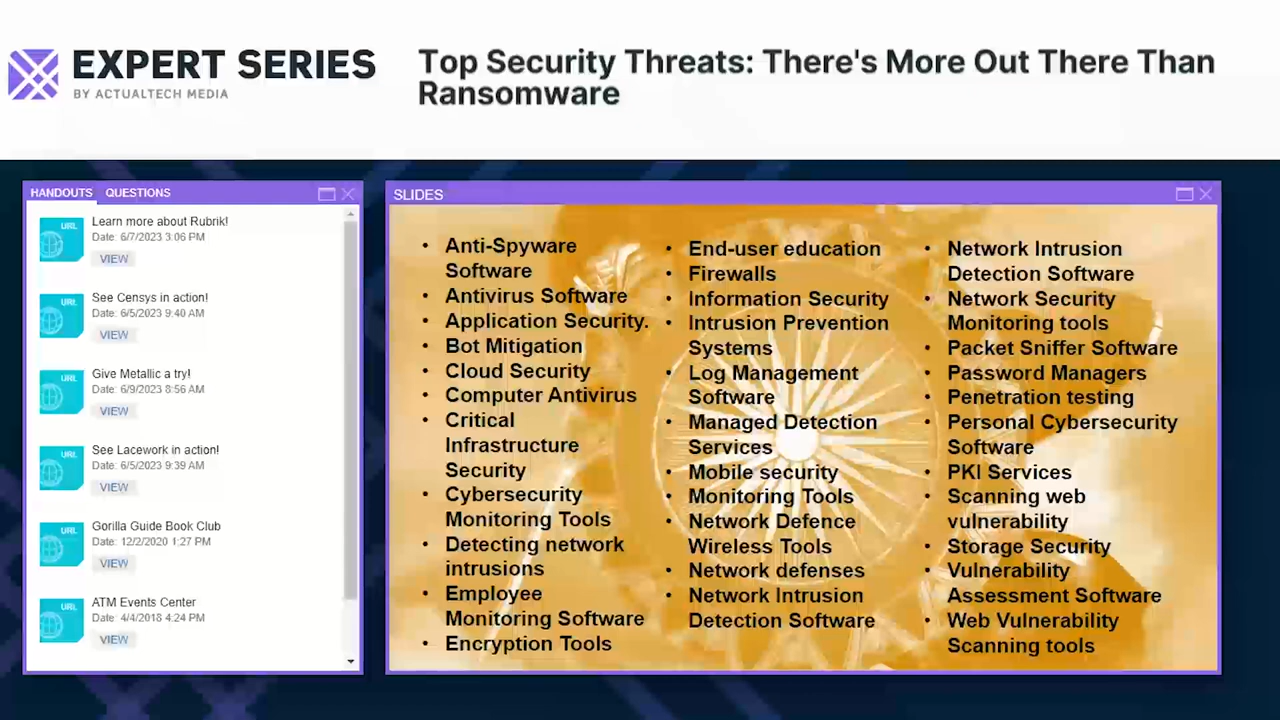 EXPERT SERIES
BY ACTUALTECH MEDIA
Top Security Threats: There's More Out There Than
Ransomware
HANDOUTS QUESTIONS
URL
Learn more about Rubrik!
Date: 6/7/2023 3:06 PM
VIEW
URL
See Censys in action!
Date: 6/5/2023 9:40 AM
VIEW
URL
Give Metallic a try!
Date: 6/9/2023 8:56 AM
VIEW
URL
See Lacework in action!
Date: 6/5/2023 9:39 AM
VIEW
URL
Gorilla Guide Book Club
Date: 12/2/2020 1:27 PM
VIEW
URL
ATM Events Center
Date: 4/4/2018 4:24 PM
VIEW
SLIDES
• Anti-Spyware
Software
• Antivirus Software
• Application Security.
• Bot Mitigation
• Cloud Security
• Computer Antivirus
• Critical
Infrastructure
Security
• Cybersecurity
Monitoring Tools
• Detecting network
intrusions
• Employee
Monitoring Software
• Encryption Tools
• End-user education
• Firewalls
• Information Security
• Intrusion Prevention
Systems
• Log Management
Software
• Managed Detection
Services
• Mobile security
• Monitoring Tools
• Network Defence
Wireless Tools
• Network defenses
• Network Intrusion
Detection Software
• Network Intrusion
Detection Software
• Network Security
Monitoring tools
• Packet Sniffer Software
• Password Managers
• Penetration testing
• Personal Cybersecurity
Software
• PKI Services
• Scanning web
vulnerability
• Storage Security
• Vulnerability
Assessment Software
• Web Vulnerability
Scanning tools